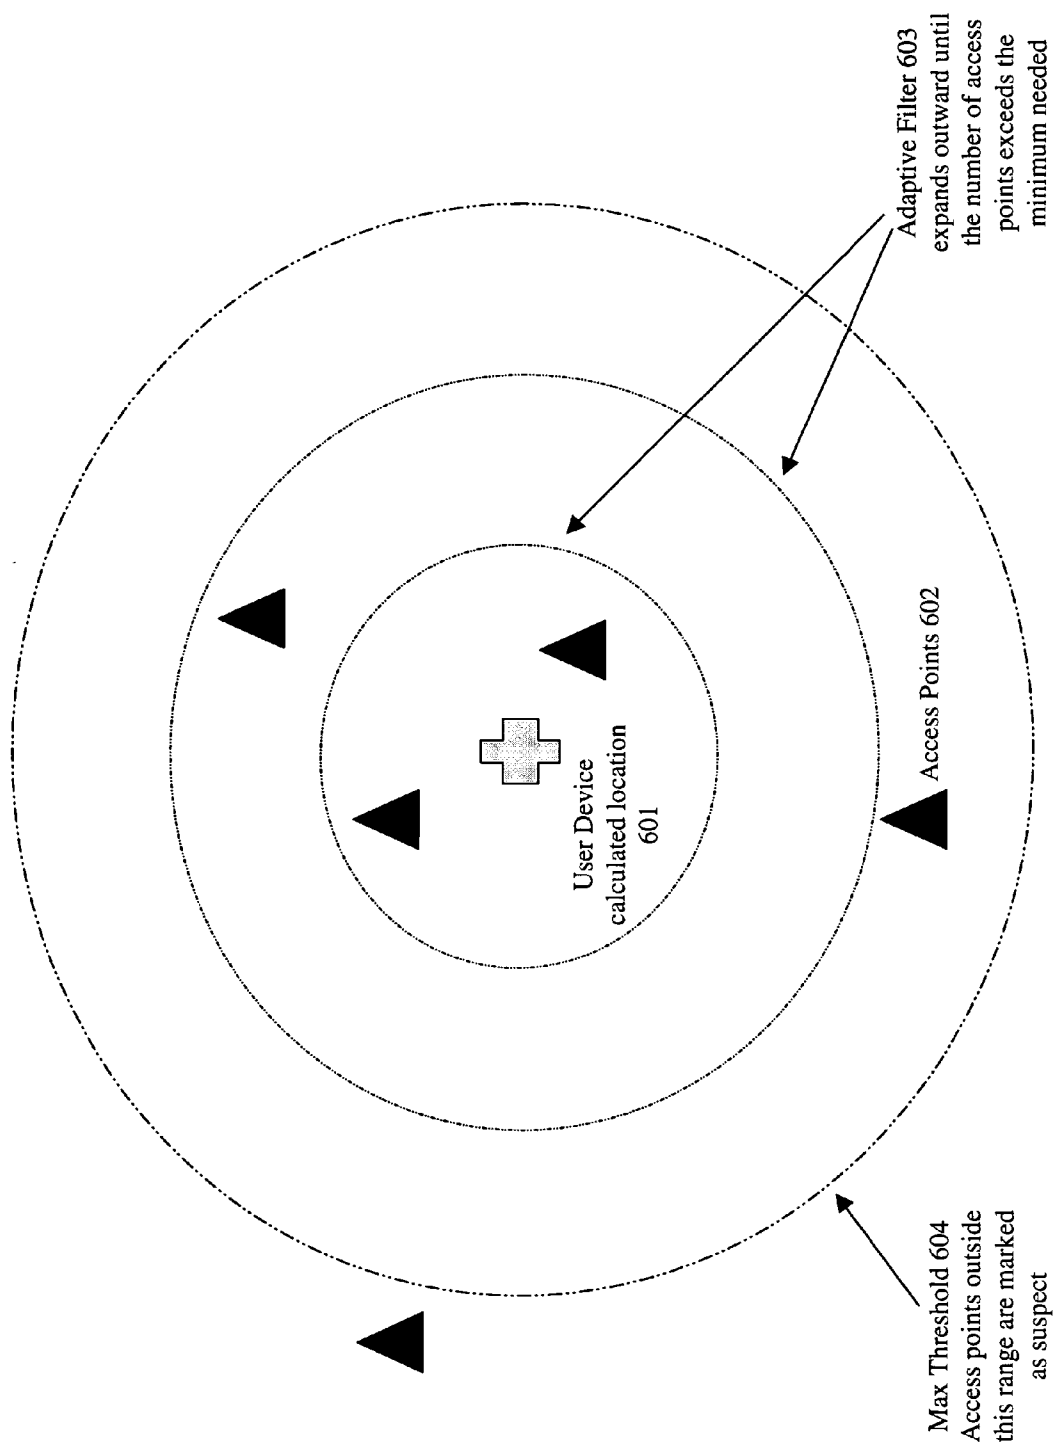 Max Threshold 604
Access points outside
this range are marked
as suspect
User Device
calculated location
601
Access Points 602
Adaptive Filter 603
expands outward until
the number of access
points exceeds the
minimum needed